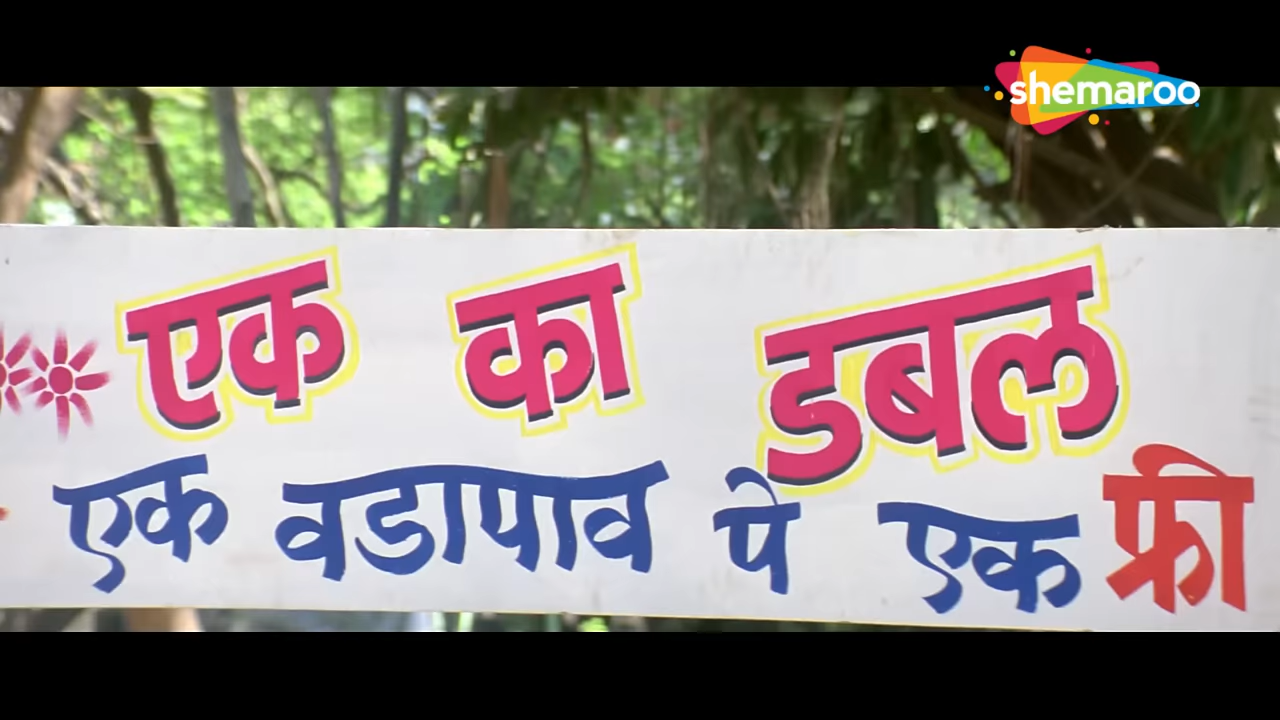 shemaroo
एक का डबल
एक वडापाव पे एक फ्री